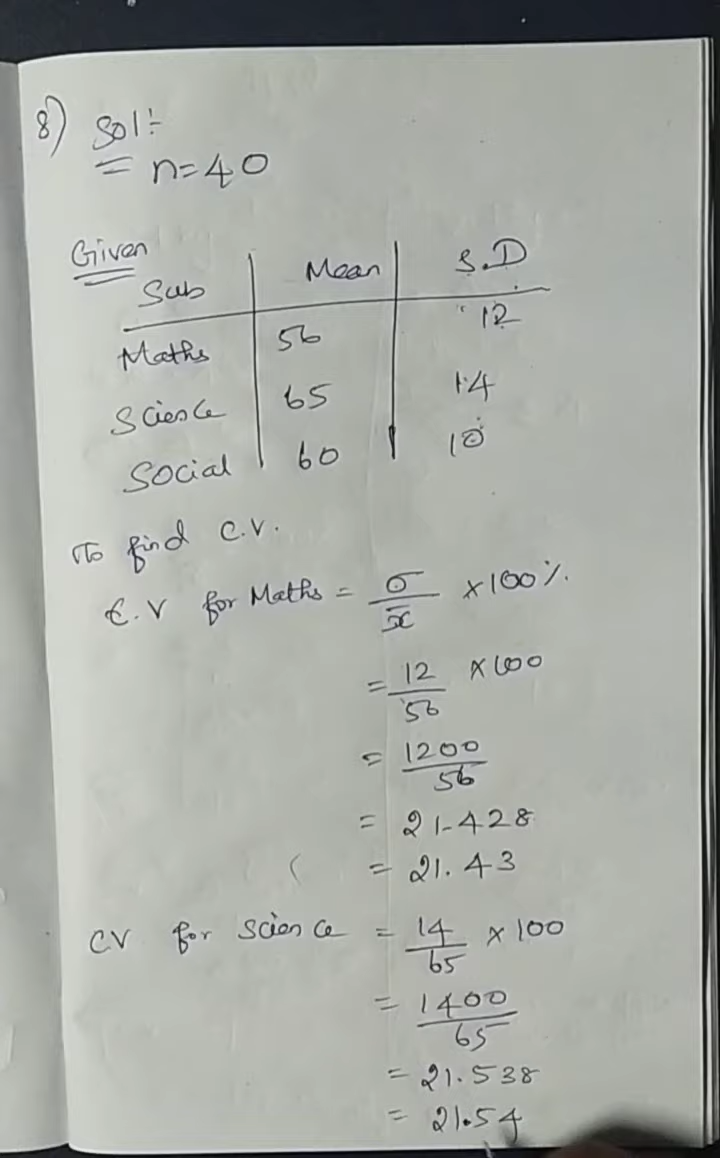 8) Sol:-
n=40
Given
Sub | Mean | S.D
Maths | 56 | 12
Science | 65 | 14
Social | 60 | 10
To find C.V.
C.V for Maths = σ/x̄ ×100%.
= 12/56 ×100
= 1200/56
= 21.428
= 21.43
CV for Science = 14/65 × 100
= 1400/65
= 21.538
= 21.54